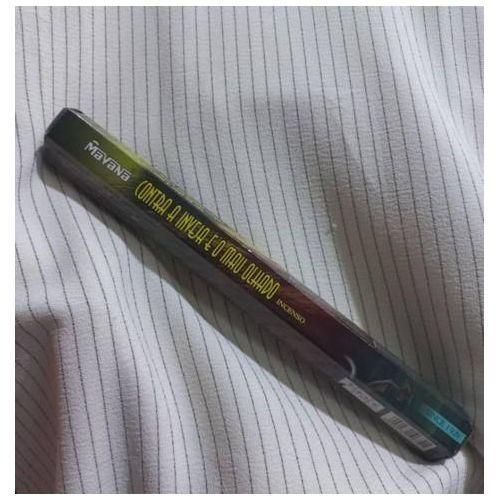 MaVaNa
CONTRA A INVEJA E O MAU OLHADO
INCENSO